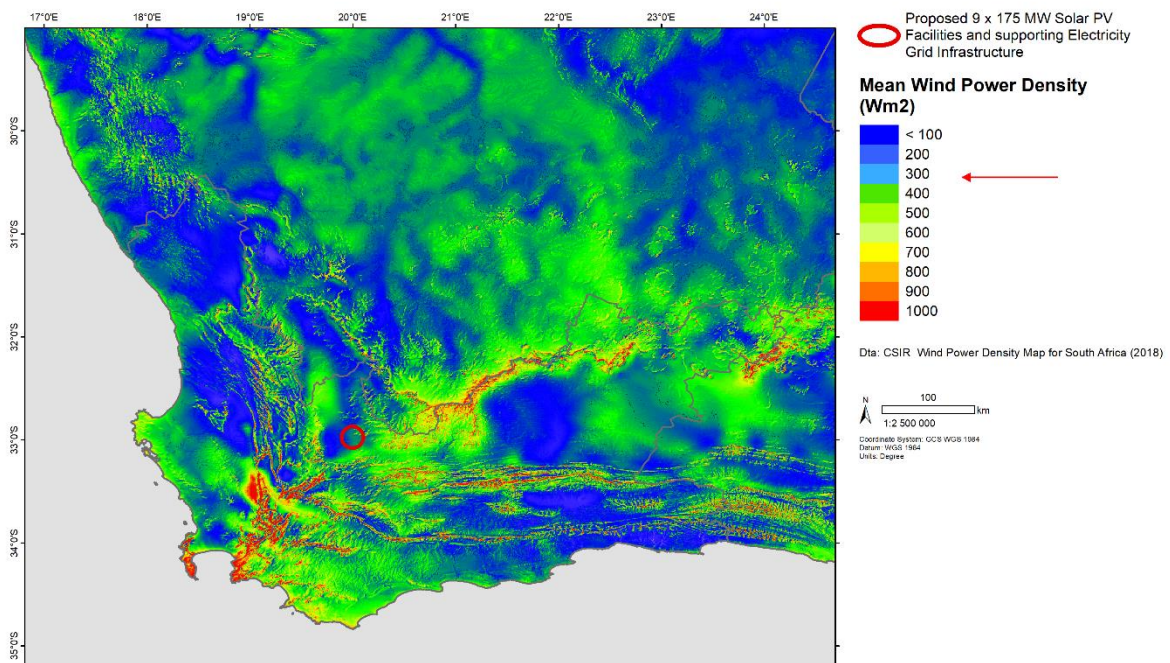 17°0'E 18°0'E 19°0'E 20°0'E 21°0'E 22°0'E 23°0'E 24°0'E
30°0'S
31°0'S
32°0'S
33°0'S
34°0'S
35°0'S
Proposed 9 x 175 MW Solar PV
Facilities and supporting Electricity
Grid Infrastructure
Mean Wind Power Density
(Wm2)
< 100
200
300
400
500
600
700
800
900
1000
Dta: CSIR Wind Power Density Map for South Africa (2018)
N
100
km
1:2 500 000
Coordinate System: GCS WGS 1984
Datum: WGS 1984
Units: Degree